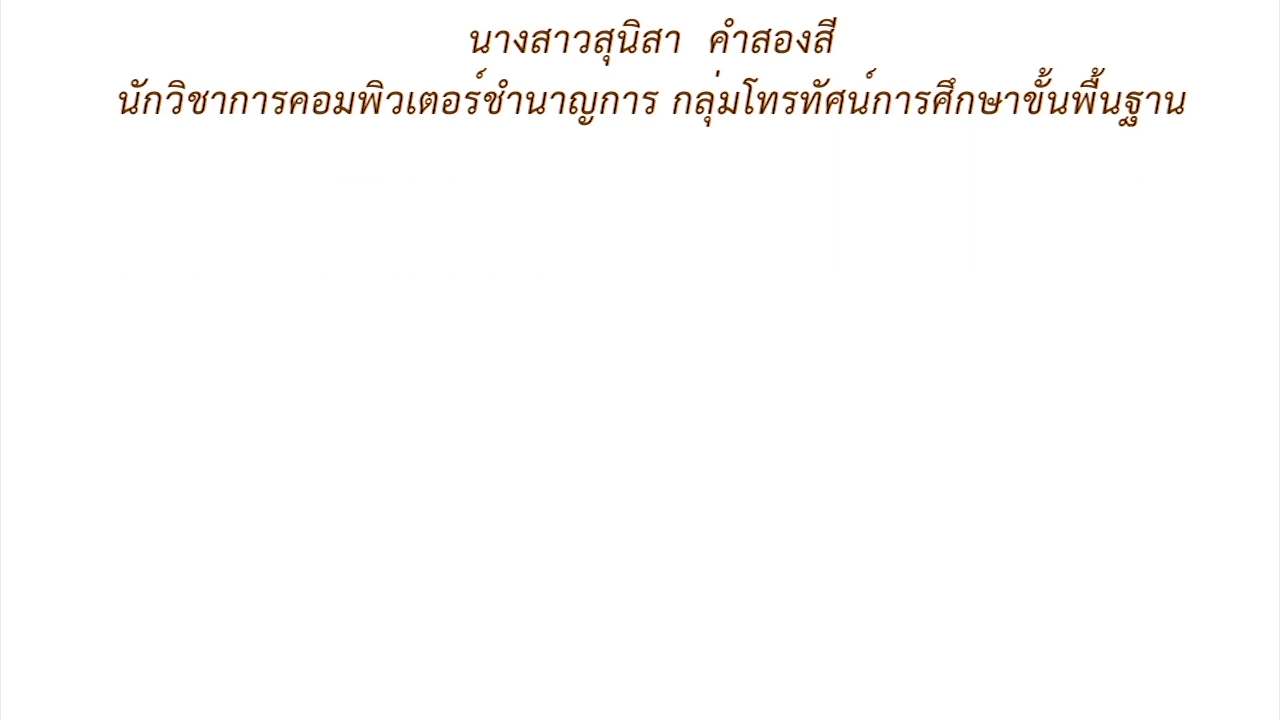 นางสาวสุนิสา  คำสองสี
นักวิชาการคอมพิวเตอร์ชำนาญการ กลุ่มโทรทัศน์การศึกษาขั้นพื้นฐาน